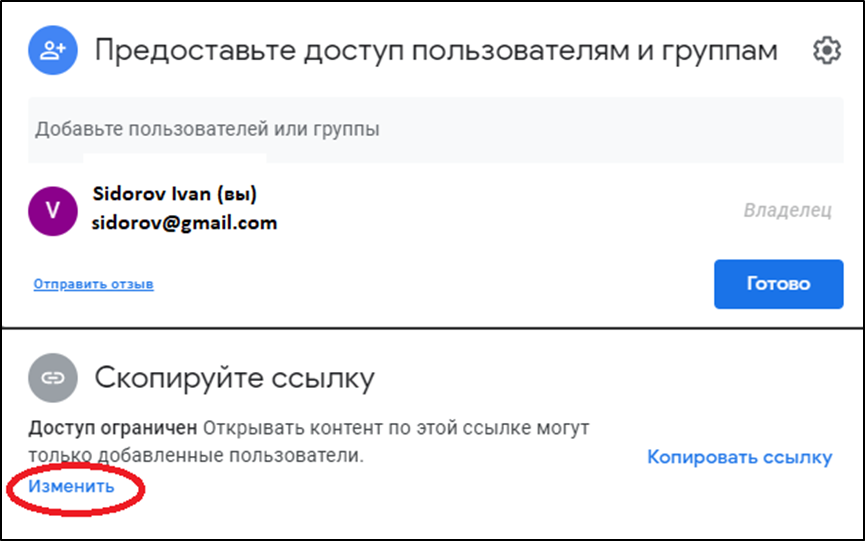 Предоставьте доступ пользователям и группам
Добавьте пользователей или группы
V
Sidorov Ivan (вы)
sidorov@gmail.com
Владелец
Отправить отзыв
Готово
Скопируйте ссылку
Доступ ограничен Открывать контент по этой ссылке могут
только добавленные пользователи.
Копировать ссылку
Изменить